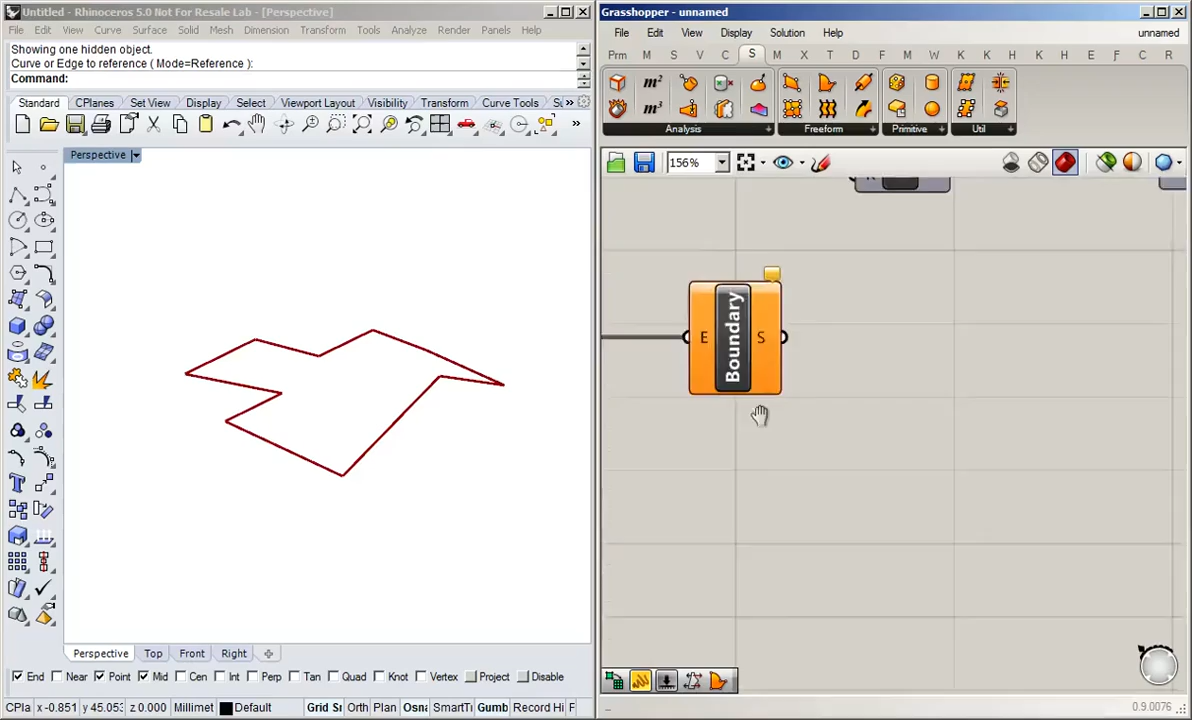 Untitled - Rhinoceros 5.0 Not For Resale Lab - [Perspective]
File Edit View Curve Surface Solid Mesh Dimension Transform Tools Analyze Render Panels Help
Showing one hidden object.
Curve or Edge to reference ( Mode=Reference ):
Command:
Standard CPlanes Set View Display Select Viewport Layout Visibility Transform Curve Tools »
»
Perspective
Perspective Top Front Right
End Near Point Mid Cen Int Perp Tan Quad Knot Vertex Project Disable
CPla x -0.851 y 45.053 z 0.000 Millimet Default Grid Sr Orth Plan Osna SmartTi Gumb Record Hi F
Grasshopper - unnamed
File Edit View Display Solution Help unnamed
Prm M S V C S M X T D F M W K K M H E F C R
m²
m³
Analysis Freeform Primitive Util
156%
E Boundary S
0.9.0076